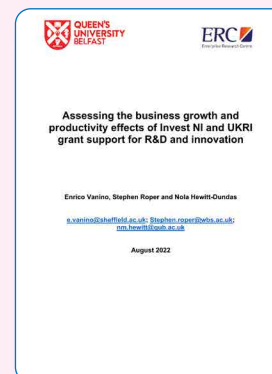 QUEEN'S
UNIVERSITY
BELFAST
ERC
Enterprise Research Centre
Assessing the business growth and
productivity effects of Invest NI and UKRI
grant support for R&D and innovation
Enrico Vanino, Stephen Roper and Nola Hewitt-Dundas
e.vanino@sheffield.ac.uk; Stephen.roper@wbs.ac.uk;
nm.hewitt@qub.ac.uk
August 2022